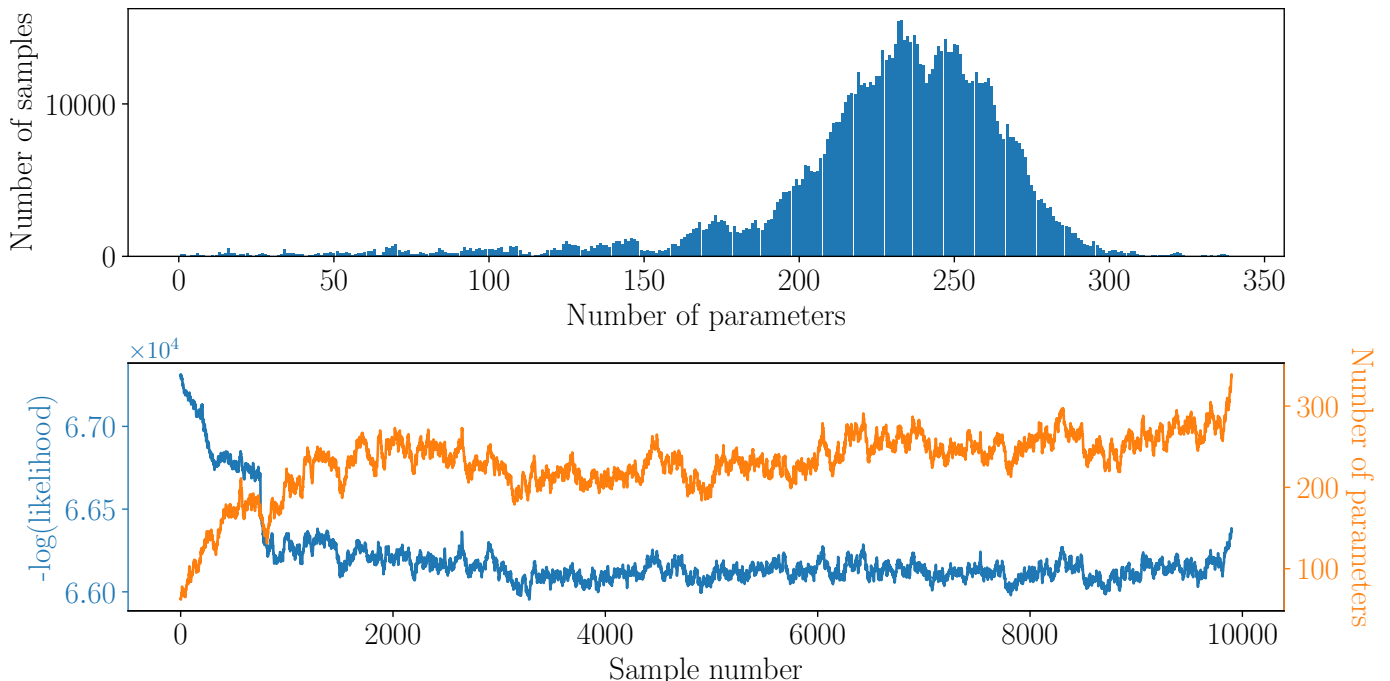 Number of samples
10000
0
0 50 100 150 200 250 300 350
Number of parameters
×10⁴
-log(likelihood)
6.70
6.65
6.60
300
200
100
Number of parameters
0 2000 4000 6000 8000 10000
Sample number